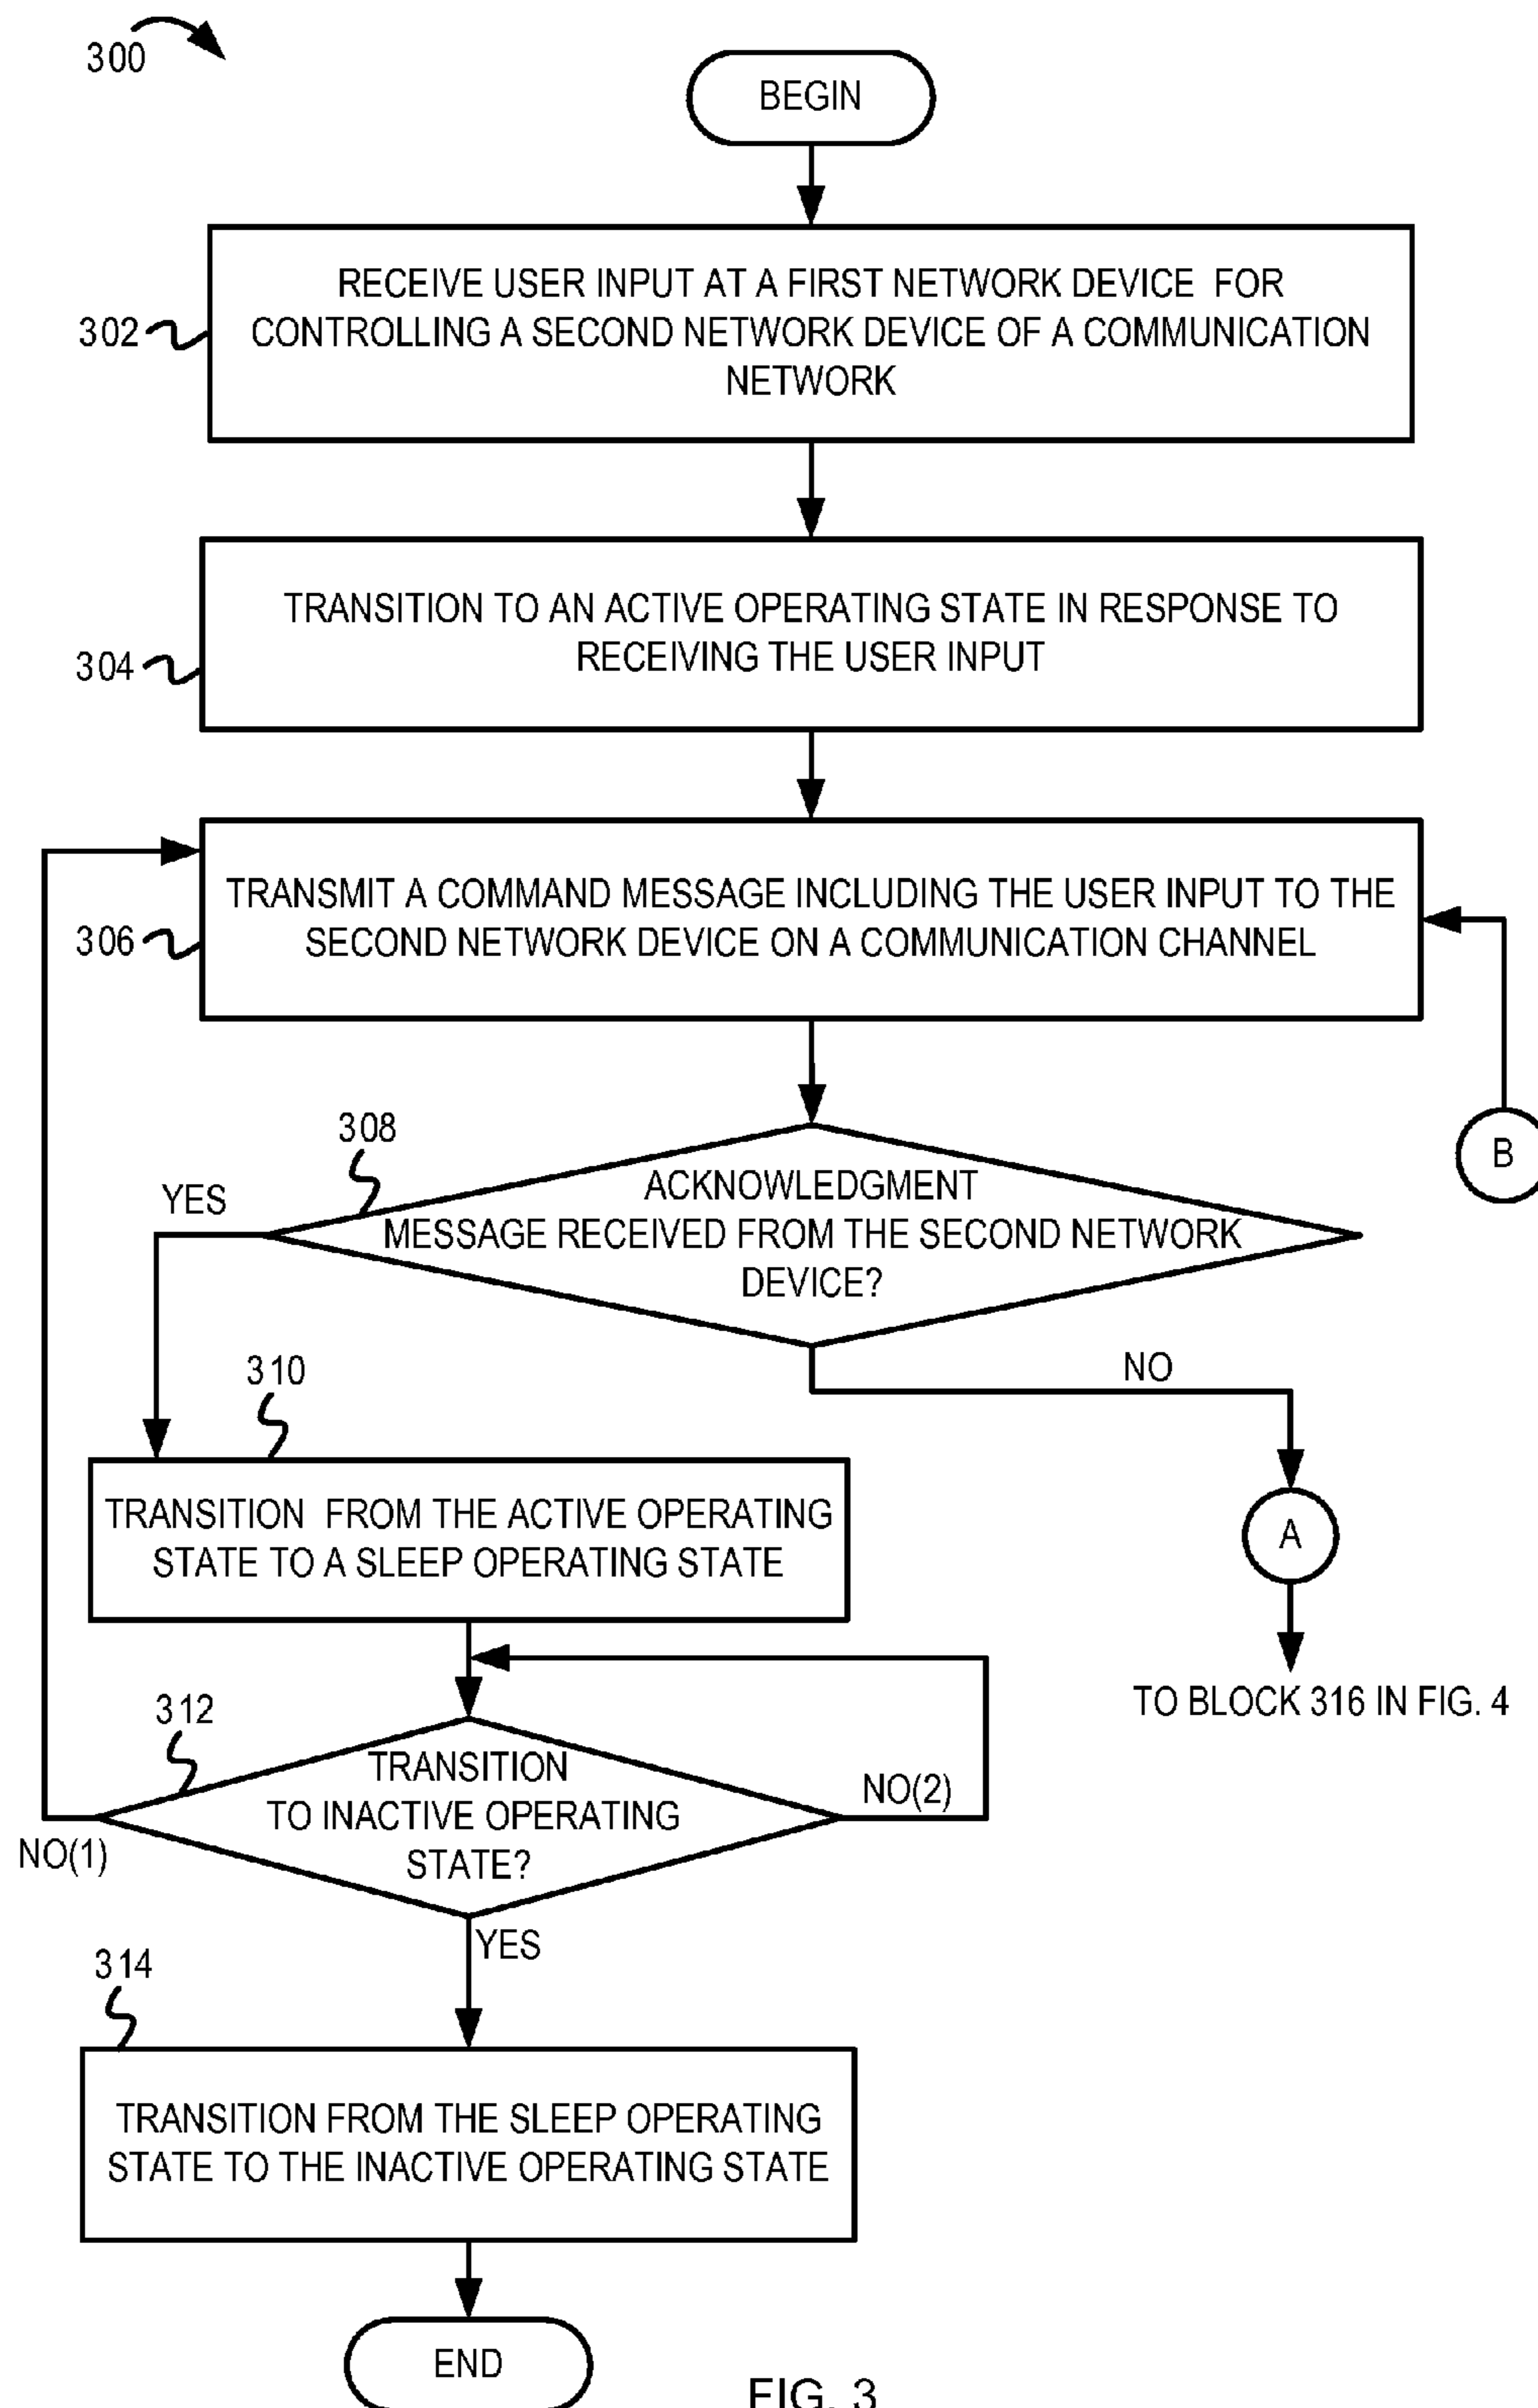 300
BEGIN
RECEIVE USER INPUT AT A FIRST NETWORK DEVICE FOR
CONTROLLING A SECOND NETWORK DEVICE OF A COMMUNICATION
NETWORK
302
TRANSITION TO AN ACTIVE OPERATING STATE IN RESPONSE TO
RECEIVING THE USER INPUT
304
TRANSMIT A COMMAND MESSAGE INCLUDING THE USER INPUT TO THE
SECOND NETWORK DEVICE ON A COMMUNICATION CHANNEL
306
B
308
ACKNOWLEDGMENT
MESSAGE RECEIVED FROM THE SECOND NETWORK
DEVICE?
YES
NO
A
TO BLOCK 316 IN FIG. 4
310
TRANSITION FROM THE ACTIVE OPERATING
STATE TO A SLEEP OPERATING STATE
312
TRANSITION
TO INACTIVE OPERATING
STATE?
NO(2)
NO(1)
YES
314
TRANSITION FROM THE SLEEP OPERATING
STATE TO THE INACTIVE OPERATING STATE
END
FIG. 3